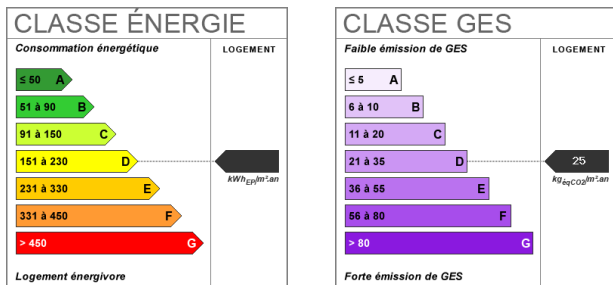 CLASSE ÉNERGIE
Consommation énergétique
LOGEMENT
≤ 50 A
51 à 90 B
91 à 150 C
151 à 230 D
kWhEP/m².an
231 à 330 E
331 à 450 F
> 450 G
Logement énergivore
CLASSE GES
Faible émission de GES
LOGEMENT
≤ 5 A
6 à 10 B
11 à 20 C
21 à 35 D
25
kgéqCO2/m².an
36 à 55 E
56 à 80 F
> 80 G
Forte émission de GES